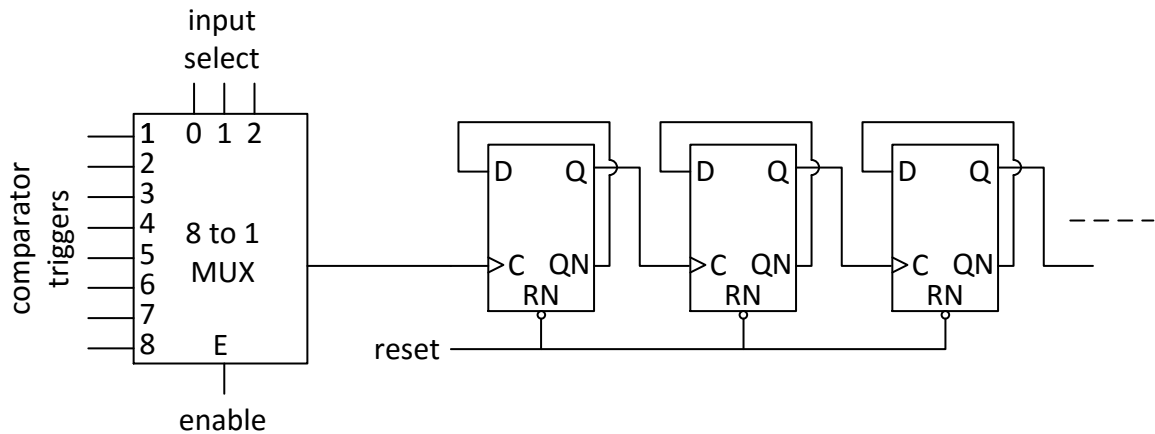 input
select
0 1 2
comparator
triggers
1
2
3
4
5
6
7
8
8 to 1
MUX
E
enable
D Q
C QN
RN
D Q
C QN
RN
D Q
C QN
RN
reset